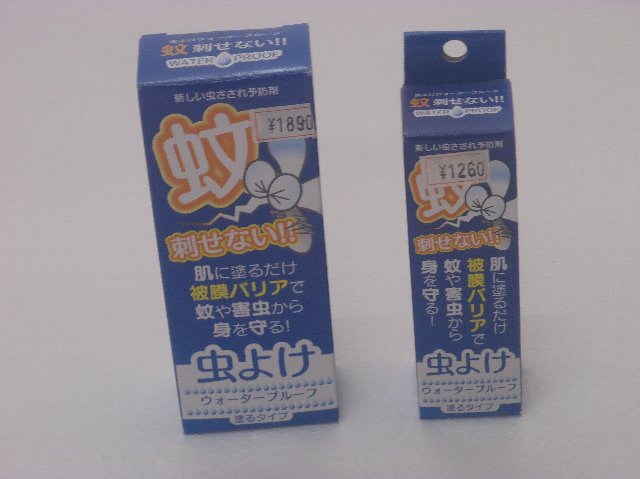 蚊 刺せない!!
WATER PROOF
新しい虫さされ予防剤
¥1890
蚊
刺せない!!
肌に塗るだけ
被膜バリアで
蚊や害虫から
身を守る!
虫よけ
ウォータープルーフ
塗るタイプ
蚊 刺せない!!
WATER PROOF
新しい虫さされ予防剤
¥1260
蚊
刺せない!!
肌に塗るだけ
被膜バリアで
蚊や害虫から
身を守る!
虫よけ
ウォータープルーフ
塗るタイプ